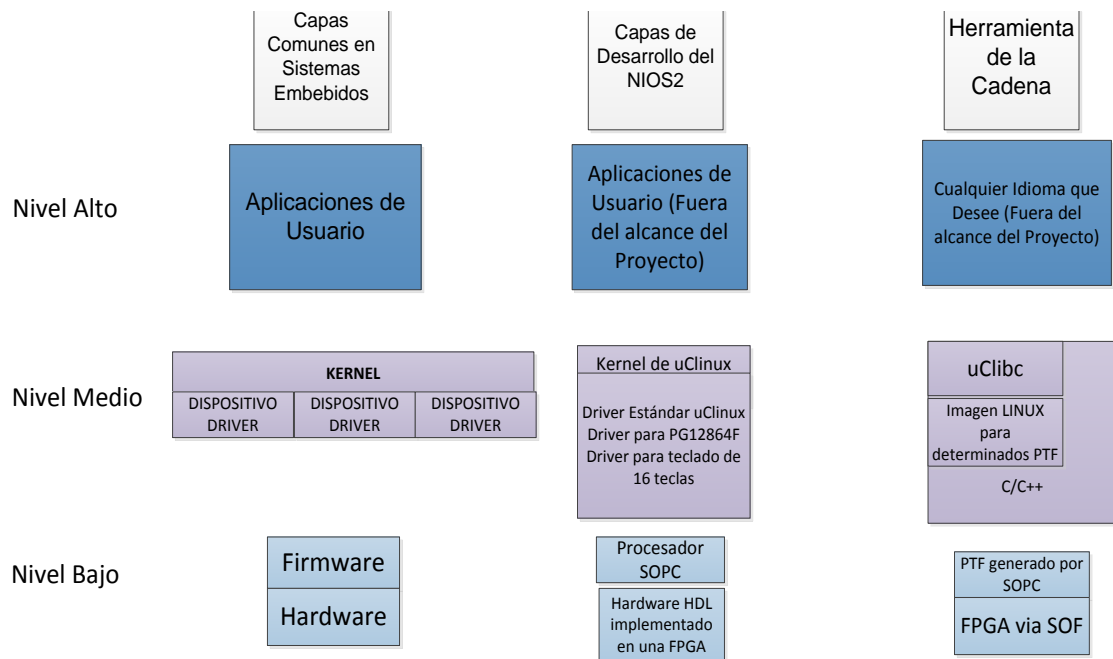 Capas
Comunes en
Sistemas
Embebidos
Capas de
Desarrollo del
NIOS2
Herramienta
de la
Cadena
Nivel Alto
Aplicaciones de
Usuario
Aplicaciones de
Usuario (Fuera
del alcance del
Proyecto)
Cualquier Idioma que
Desee (Fuera del
alcance del Proyecto)
Nivel Medio
KERNEL
DISPOSITIVO
DRIVER
DISPOSITIVO
DRIVER
DISPOSITIVO
DRIVER
Kernel de uClinux
Driver Estándar uClinux
Driver para PG12864F
Driver para teclado de
16 teclas
uClibc
Imagen LINUX
para
determinados PTF
C/C++
Nivel Bajo
Firmware
Hardware
Procesador
SOPC
Hardware HDL
implementado
en una FPGA
PTF generado por
SOPC
FPGA via SOF